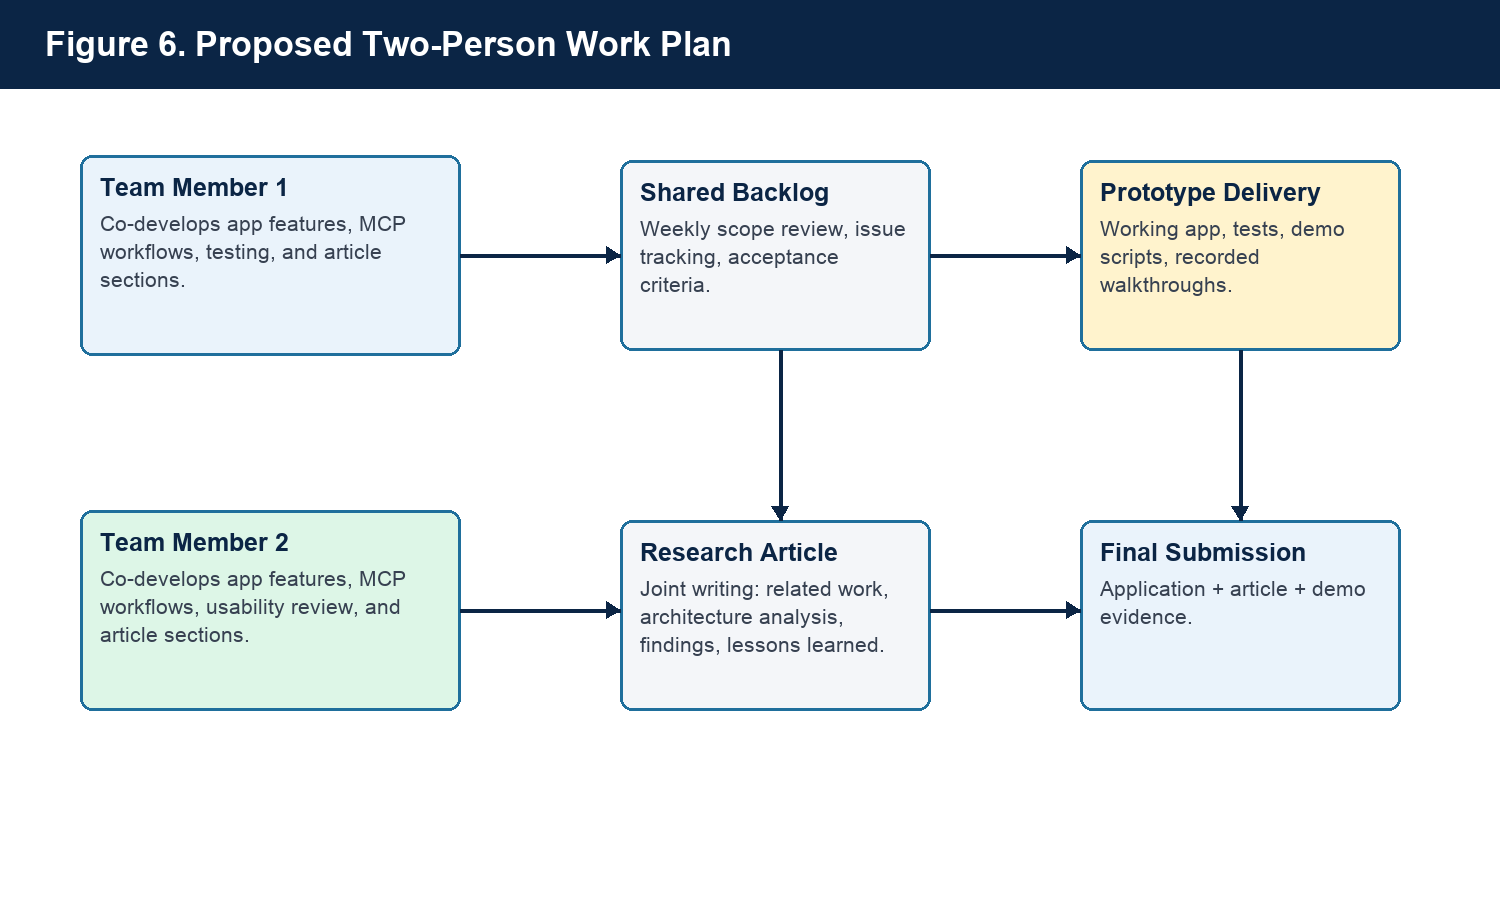 Figure 6. Proposed Two-Person Work Plan
Team Member 1
Co-develops app features, MCP
workflows, testing, and article
sections.
Shared Backlog
Weekly scope review, issue
tracking, acceptance
criteria.
Prototype Delivery
Working app, tests, demo
scripts, recorded
walkthroughs.
Team Member 2
Co-develops app features, MCP
workflows, usability review, and
article sections.
Research Article
Joint writing: related work,
architecture analysis,
findings, lessons learned.
Final Submission
Application + article + demo
evidence.